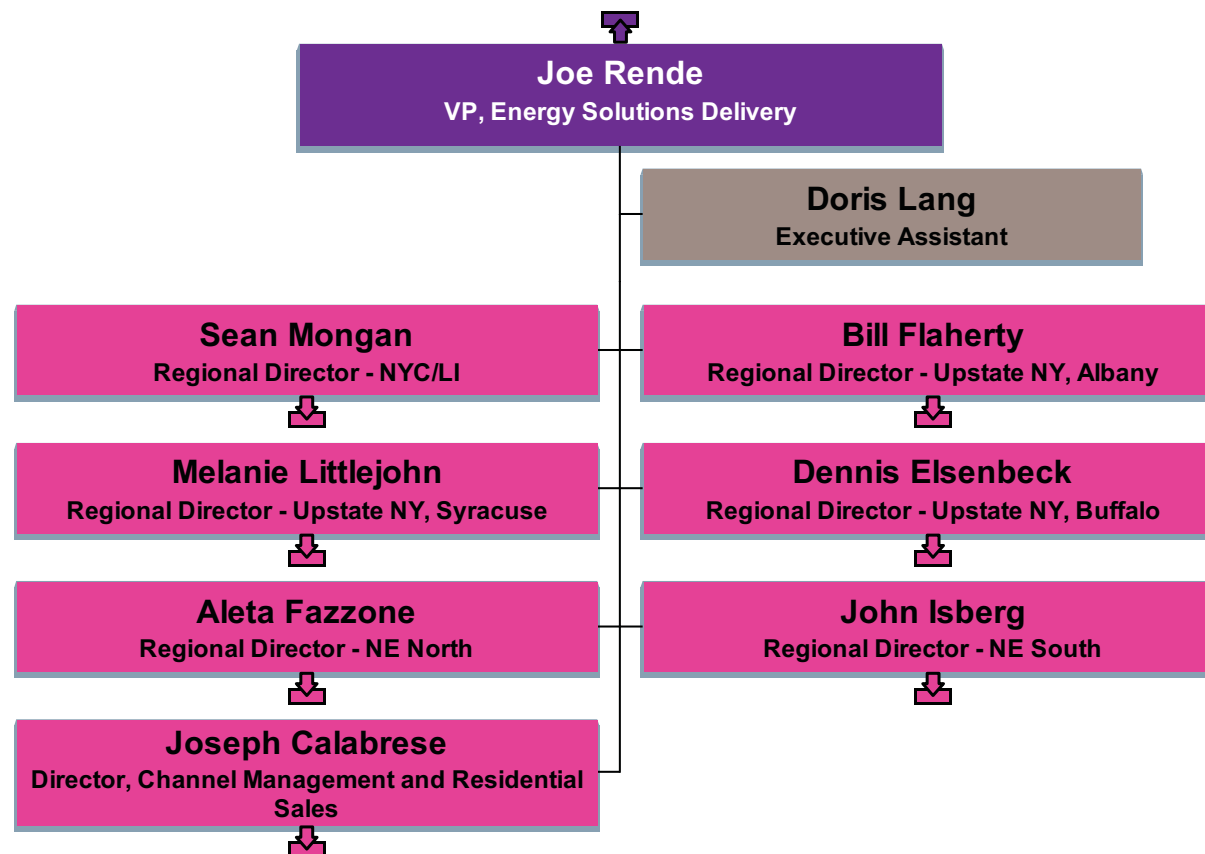 Joe Rende
VP, Energy Solutions Delivery
Doris Lang
Executive Assistant
Sean Mongan
Regional Director - NYC/LI
Bill Flaherty
Regional Director - Upstate NY, Albany
Melanie Littlejohn
Regional Director - Upstate NY, Syracuse
Dennis Elsenbeck
Regional Director - Upstate NY, Buffalo
Aleta Fazzone
Regional Director - NE North
John Isberg
Regional Director - NE South
Joseph Calabrese
Director, Channel Management and Residential
Sales